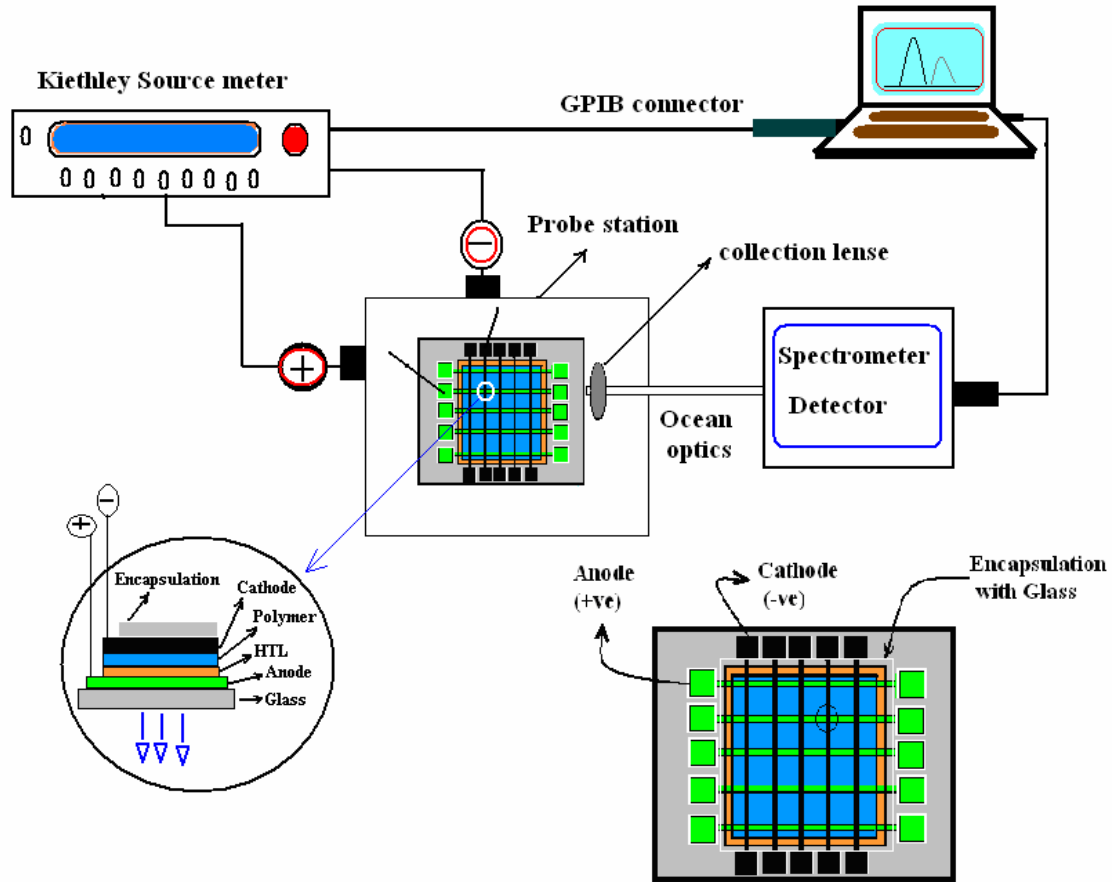 Kiethley Source meter
GPIB connector
Probe station
collection lense
Spectrometer
Detector
Ocean
optics
+
−
+
−
Encapsulation
Cathode
Polymer
HTL
Anode
Glass
Anode
(+ve)
Cathode
(-ve)
Encapsulation
with Glass